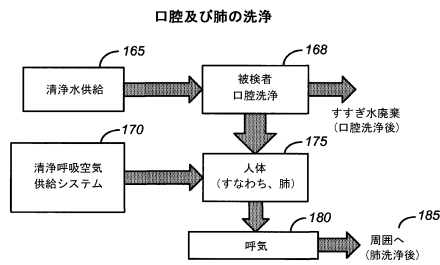 口腔及び肺の洗浄
165
清浄水供給
168
被検者
口腔洗浄
すすぎ水廃棄
(口腔洗浄後)
170
清浄呼吸空気
供給システム
175
人体
(すなわち、肺)
180
呼気
185
周囲へ
(肺洗浄後)